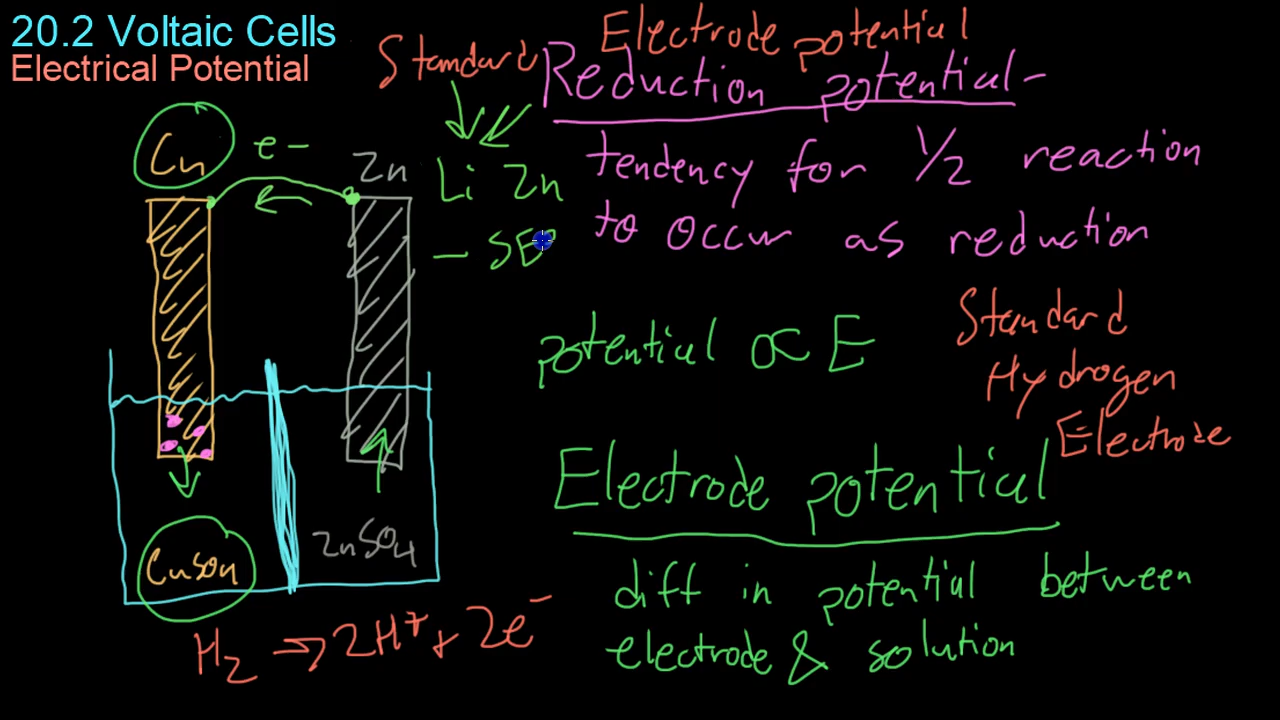 20.2 Voltaic Cells
Electrical Potential
Standard Electrode potential
Reduction potential-
tendency for 1/2 reaction
to occur as reduction
Cu
e-
Zn
Li Zn
- SEP
potential ∝ E
Standard
Hydrogen
Electrode
Electrode potential
diff in potential between
electrode & solution
CuSO4
ZnSO4
H2 → 2H+ + 2e-